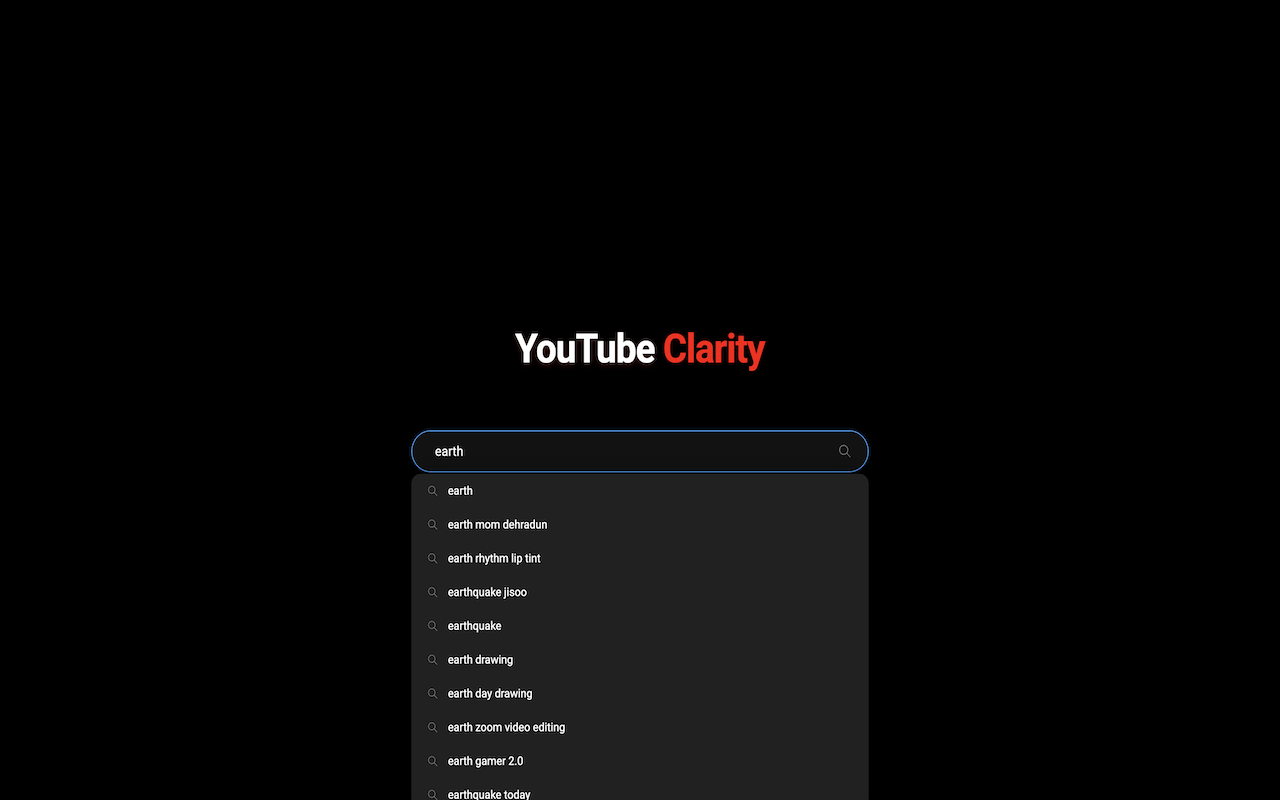 YouTube Clarity
earth
earth
earth mom dehradun
earth rhythm lip tint
earthquake jisoo
earthquake
earth drawing
earth day drawing
earth zoom video editing
earth gamer 2.0
earthquake today